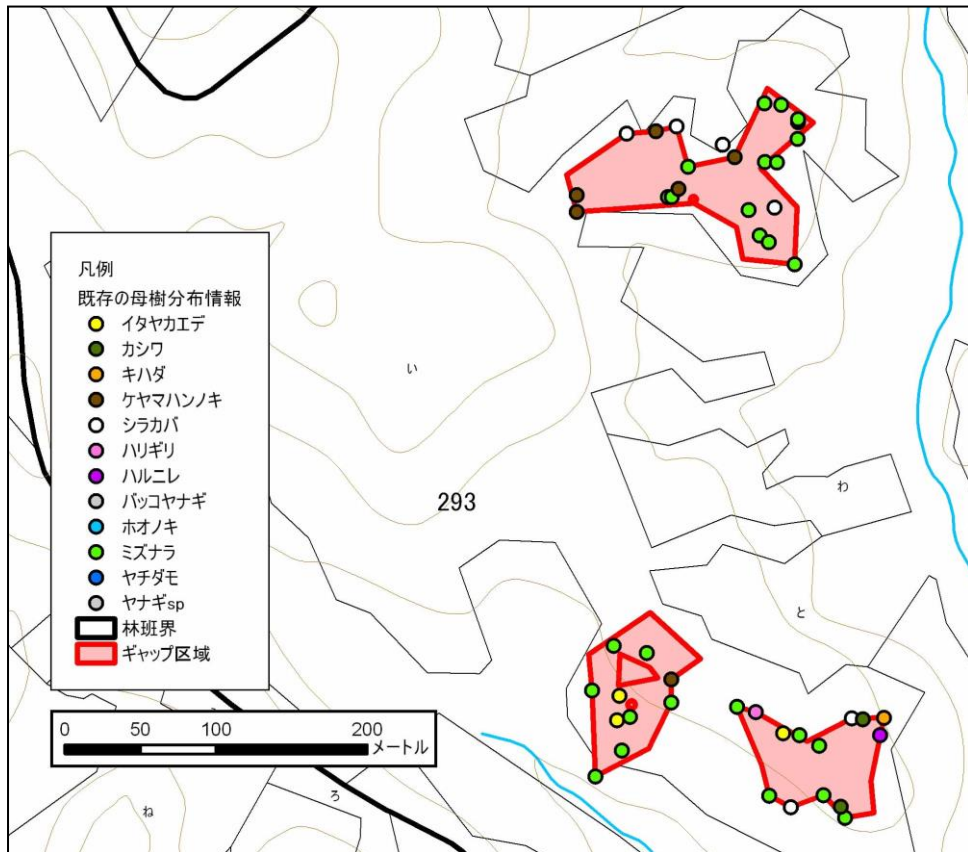 い
293
わ
と
ね
ろ
凡例
既存の母樹分布情報
イタヤカエデ
カシワ
キハダ
ケヤマハンノキ
シラカバ
ハリギリ
ハルニレ
バッコヤナギ
ホオノキ
ミズナラ
ヤチダモ
ヤナギsp
林班界
ギャップ区域
0 50 100 200
メートル